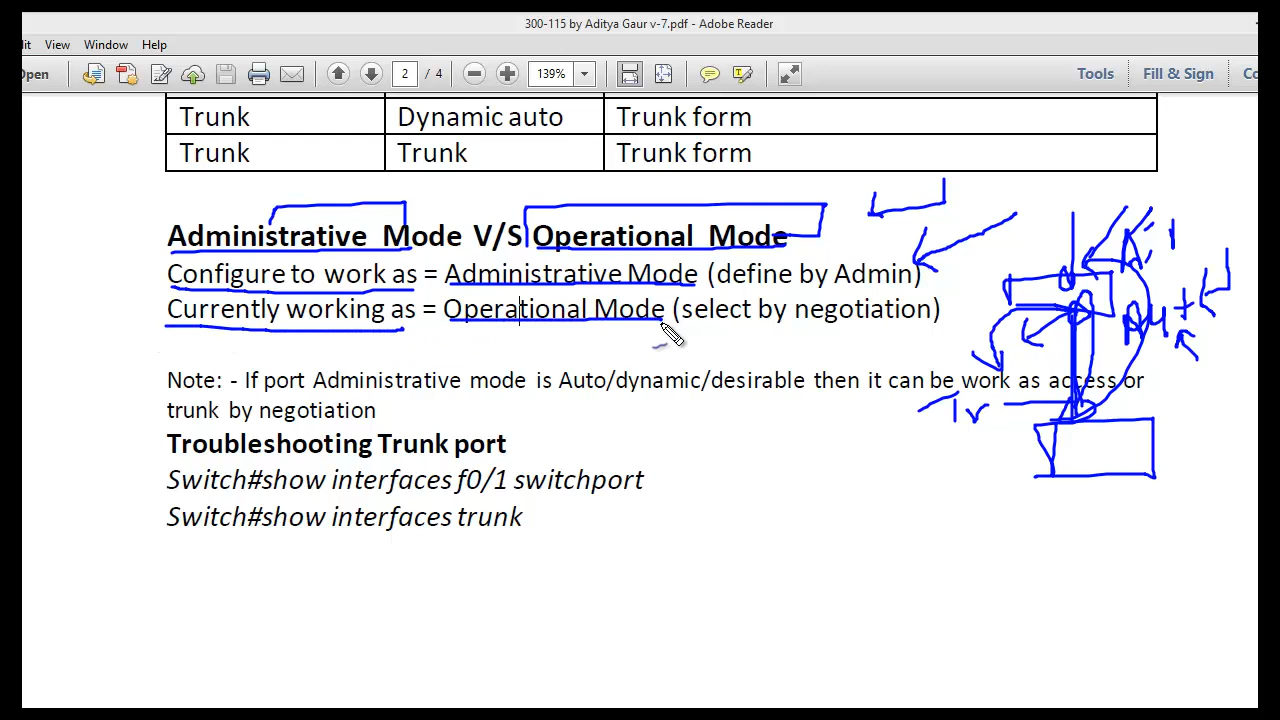 300-115 by Aditya Gaur v-7.pdf - Adobe Reader
it View Window Help
pen 2 / 4 139% Tools Fill & Sign Co
Trunk Dynamic auto Trunk form
Trunk Trunk Trunk form
Administrative Mode V/S Operational Mode
Configure to work as = Administrative Mode (define by Admin)
Currently working as = Operational Mode (select by negotiation)
Note: - If port Administrative mode is Auto/dynamic/desirable then it can be work as access or
trunk by negotiation
Tr
Troubleshooting Trunk port
Switch#show interfaces f0/1 switchport
Switch#show interfaces trunk